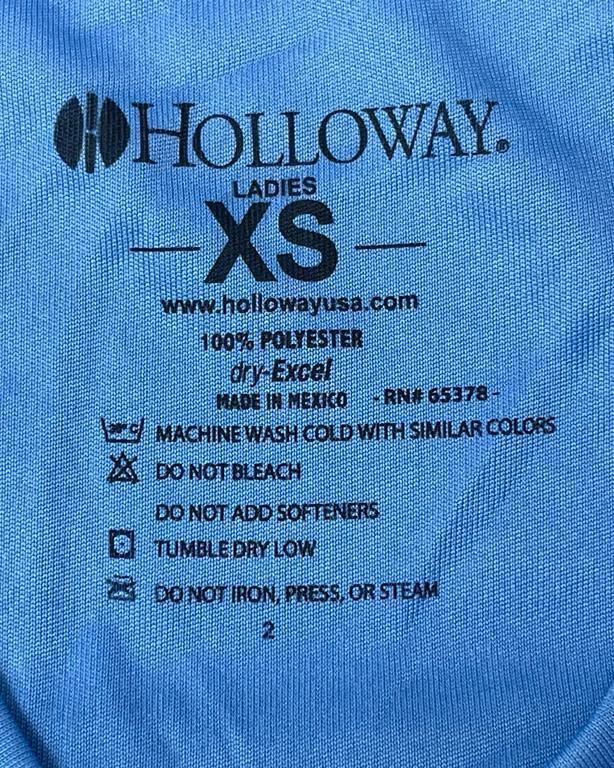 HOLLOWAY®
LADIES
XS
www.hollowayusa.com
100% POLYESTER
dry-Excel
MADE IN MEXICO -RN# 65378-
MACHINE WASH COLD WITH SIMILAR COLORS
DO NOT BLEACH
DO NOT ADD SOFTENERS
TUMBLE DRY LOW
DO NOT IRON, PRESS, OR STEAM
2